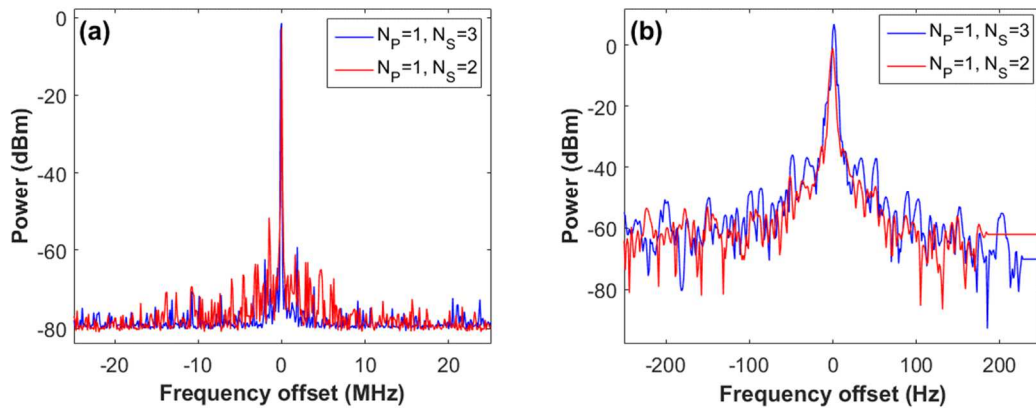 (a)
N_P=1, N_S=3
N_P=1, N_S=2
0
-20
-40
-60
-80
Power (dBm)
-20
-10
0
10
20
Frequency offset (MHz)
(b)
N_P=1, N_S=3
N_P=1, N_S=2
0
-20
-40
-60
-80
Power (dBm)
-200
-100
0
100
200
Frequency offset (Hz)